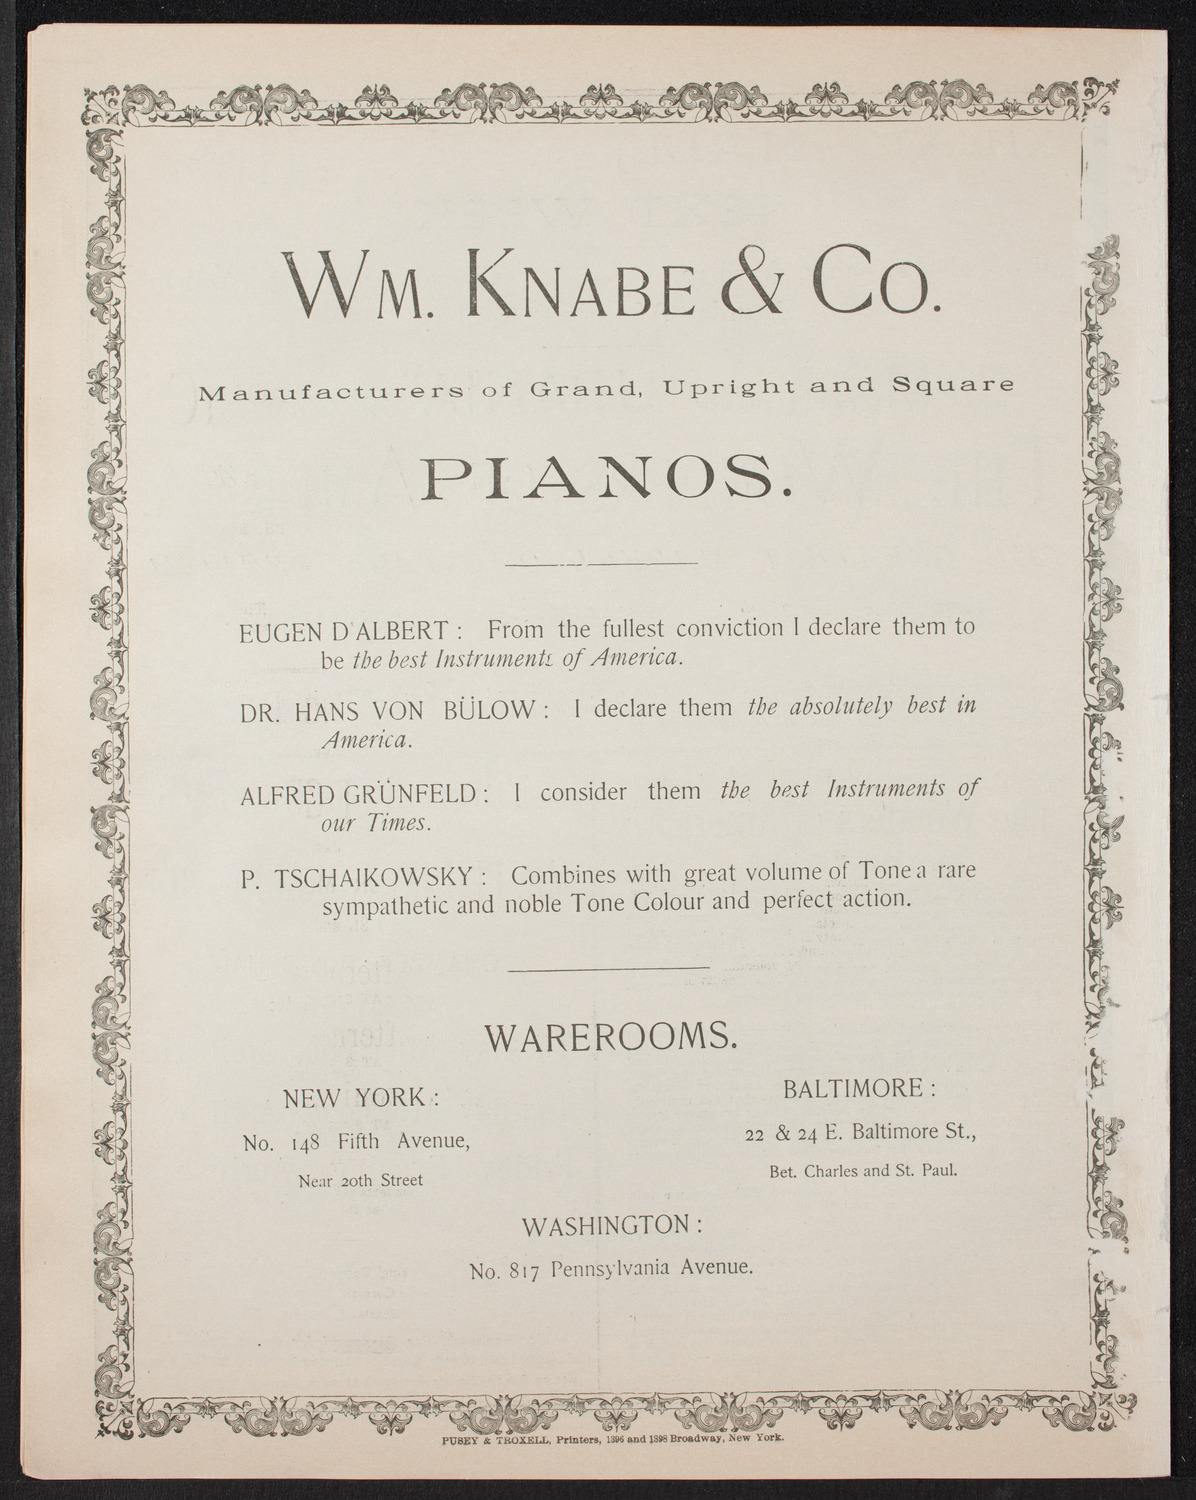 WM. KNABE & CO.
Manufacturers of Grand, Upright and Square
PIANOS.
EUGEN D'ALBERT : From the fullest conviction I declare them to
be the best Instruments of America.
DR. HANS VON BÜLOW : I declare them the absolutely best in
America.
ALFRED GRÜNFELD : I consider them the best Instruments of
our Times.
P. TSCHAIKOWSKY : Combines with great volume of Tone a rare
sympathetic and noble Tone Colour and perfect action.
WAREROOMS.
NEW YORK :
No. 148 Fifth Avenue,
Near 20th Street
BALTIMORE :
22 & 24 E. Baltimore St.,
Bet. Charles and St. Paul.
WASHINGTON :
No. 817 Pennsylvania Avenue.
PUSEY & TROXELL, Printers, 1396 and 1398 Broadway, New York.